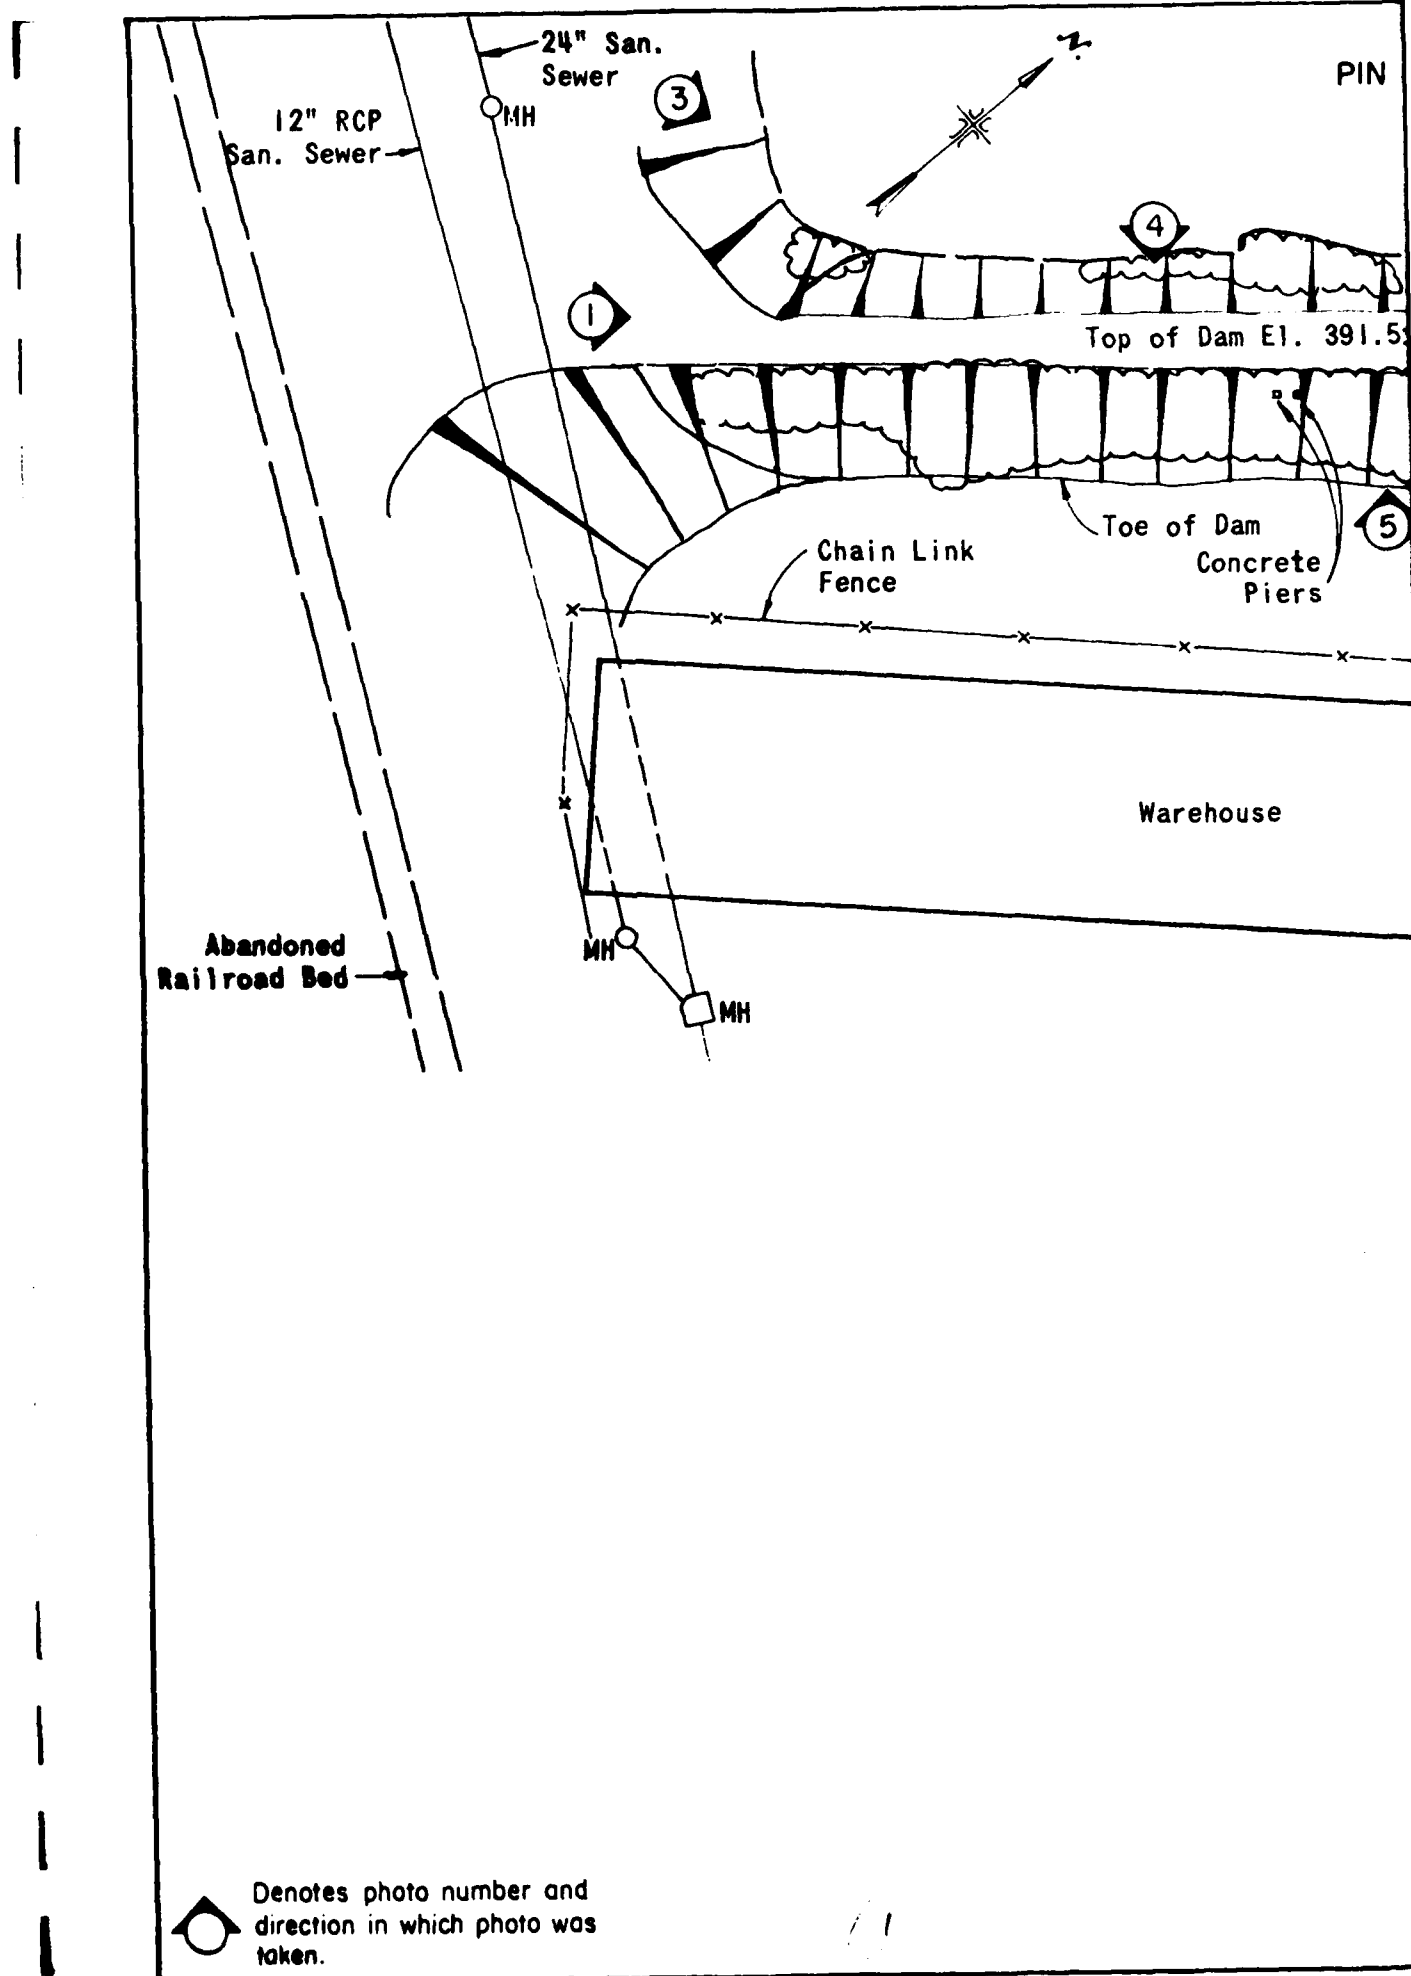 24" San.
Sewer
MH
12" RCP
San. Sewer
3
N
PIN
4
1
Top of Dam El. 391.5
Toe of Dam
5
Concrete
Piers
Chain Link
Fence
Warehouse
Abandoned
Railroad Bed
MH
MH
Denotes photo number and
direction in which photo was
taken.